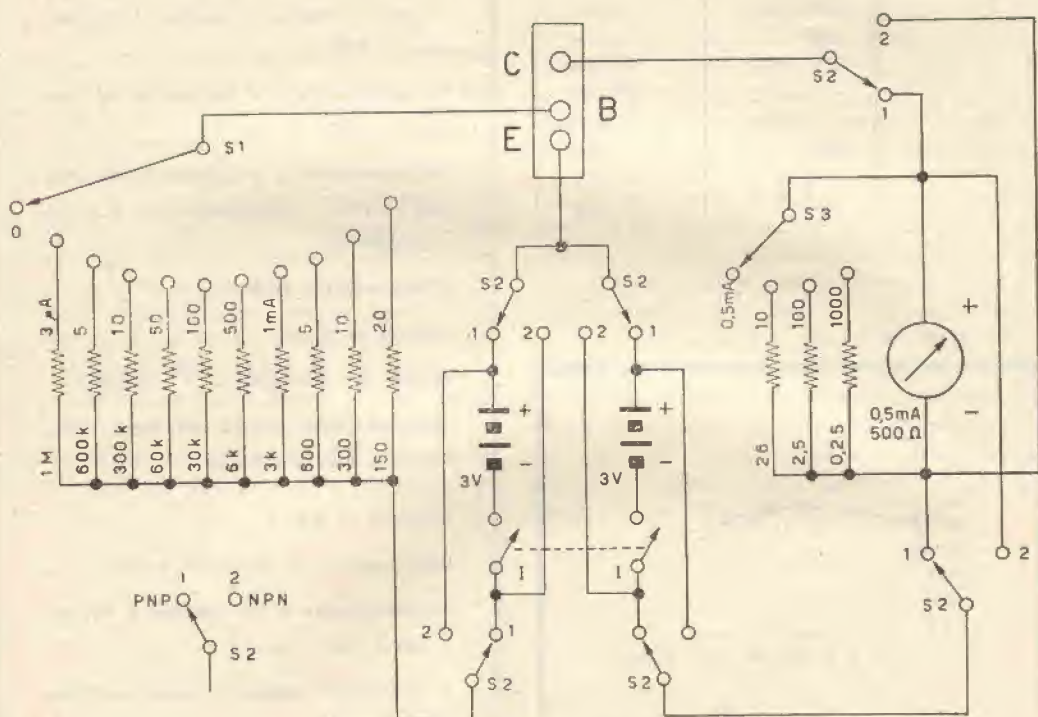 C
B
E
S1
0
S2
2
1
S3
3 µA
5
10
50
100
500
1mA
5
10
20
1M
600k
300k
60k
30k
6k
3k
600
300
150
S2
S2
1
2
2
1
+
-
3V
+
-
3V
I
I
2
1
S2
S2
0,5mA
10
100
1000
26
2,5
0,25
+
-
0,5mA
500 Ω
1
2
S2
1
2
PNP
NPN
S2